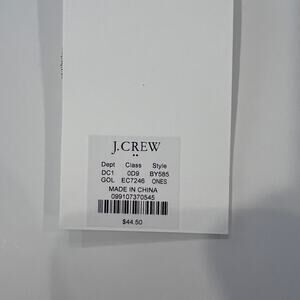 J.CREW
Dept Class Style
DC1 0D9 BY585
GOL EC7246 ONES
MADE IN CHINA
099107370545
$44.50